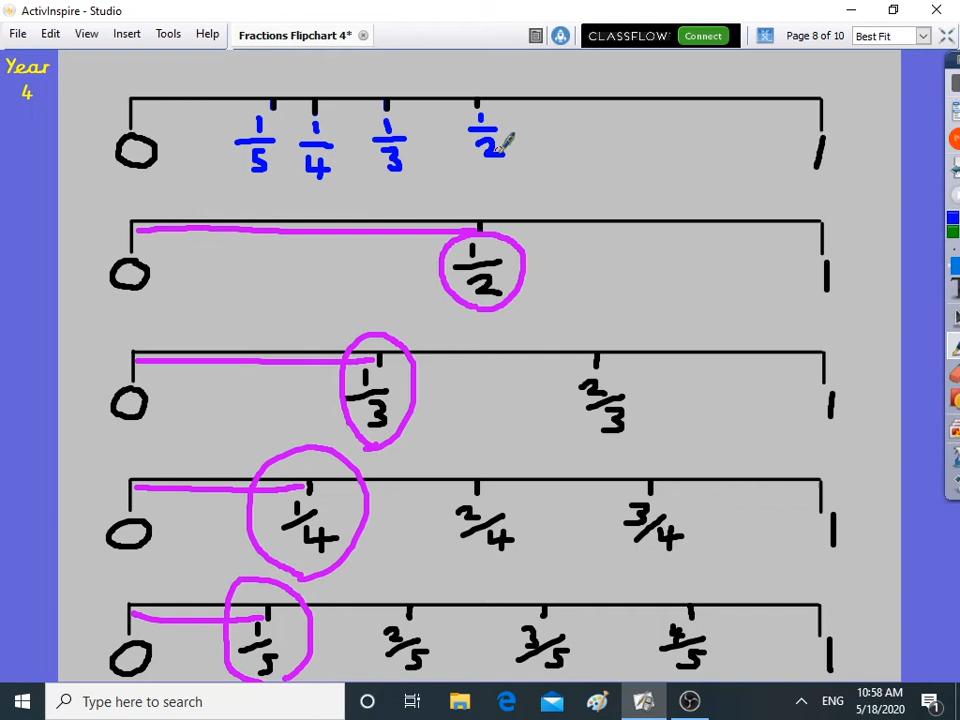 ActivInspire - Studio
File Edit View Insert Tools Help Fractions Flipchart 4* CLASSFLOW Connect Page 8 of 10 Best Fit
Year
4
0 1/5 1/4 1/3 1/2 1
0 1/2 1
0 1/3 2/3 1
0 1/4 2/4 3/4 1
0 1/5 2/5 3/5 4/5 1
Type here to search
ENG
10:58 AM
5/18/2020
1